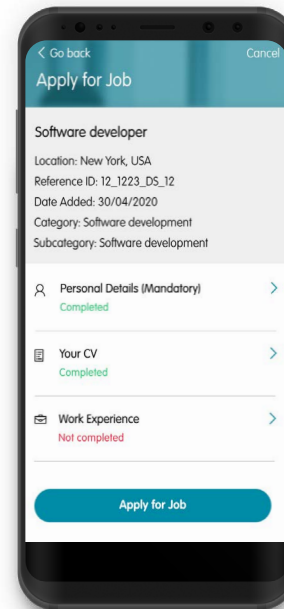 Go back Cancel
Apply for Job
Software developer
Location: New York, USA
Reference ID: 12_1223_DS_12
Date Added: 30/04/2020
Category: Software development
Subcategory: Software development
Personal Details (Mandatory)
Completed
Your CV
Completed
Work Experience
Not completed
Apply for Job